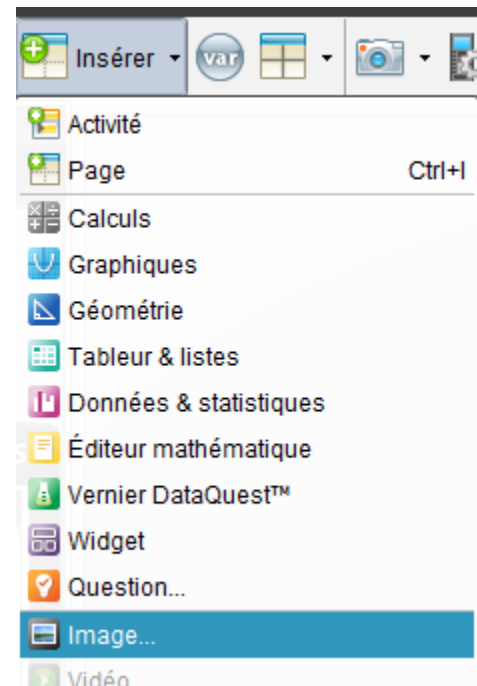 Insérer var
Activité
Page Ctrl+I
Calculs
Graphiques
Géométrie
Tableur & listes
Données & statistiques
Éditeur mathématique
Vernier DataQuest™
Widget
Question...
Image...
Vidéo